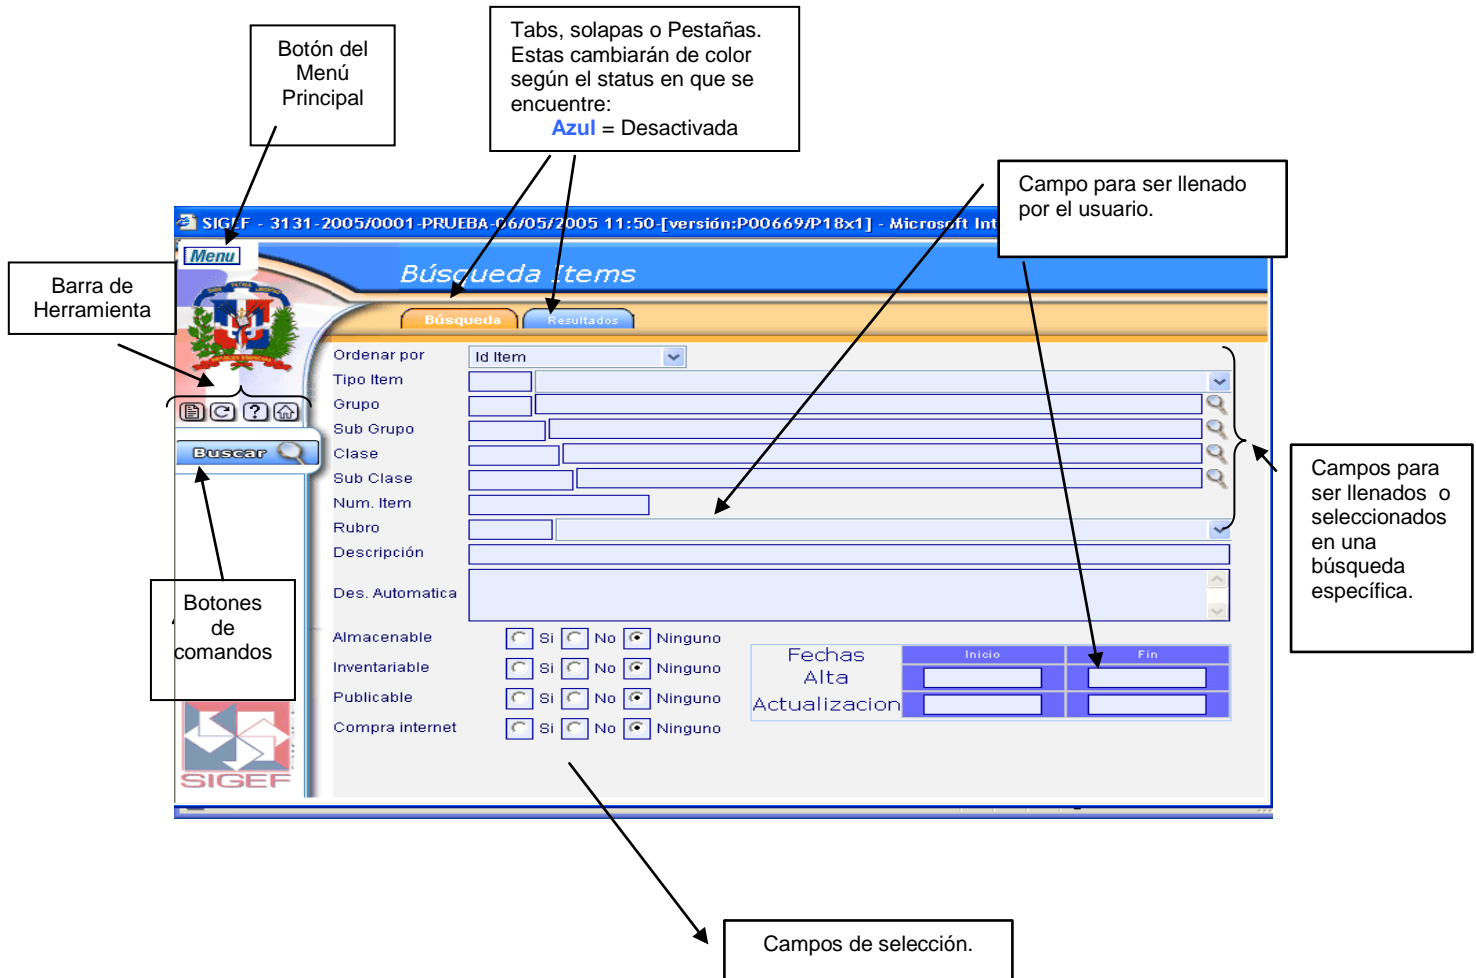 Botón del
Menú
Principal
Tabs, solapas o Pestañas.
Estas cambiarán de color
según el status en que se
encuentre:
Azul = Desactivada
Campo para ser llenado
por el usuario.
SIGEF - 3131-2005/0001-PRUEBA-06/05/2005 11:50-[versión:P00669/P18x1] - Microsoft Int
Menu
Búsqueda Items
Barra de
Herramienta
Búsqueda
Resultados
Ordenar por
Id Item
Tipo Item
Grupo
Sub Grupo
Buscar
Clase
Sub Clase
Num. Item
Rubro
Descripción
Des. Automatica
Campos para
ser llenados o
seleccionados
en una
búsqueda
específica.
Botones
de
comandos
Almacenable Si No Ninguno
Inventariable Si No Ninguno
Publicable Si No Ninguno
Compra internet Si No Ninguno
Fechas Inicio Fin
Alta
Actualizacion
SIGEF
Campos de selección.